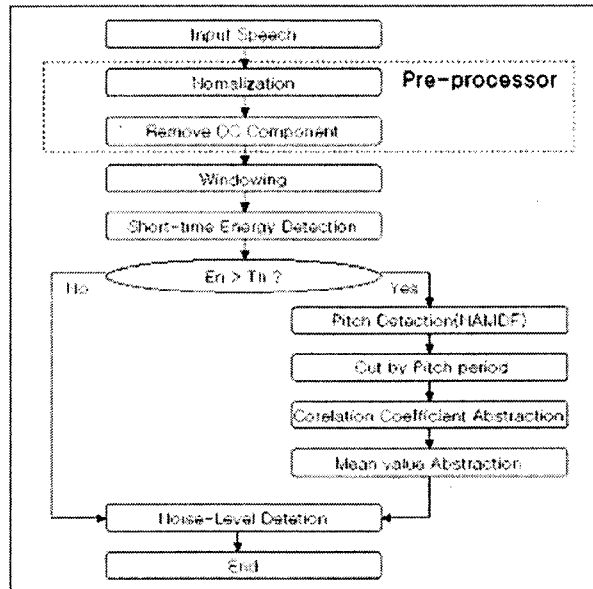 Input Speech
Nomalization
Pre-processor
Remove DC Component
Windowing
Short-time Energy Detection
En > Th ?
No
Yes
Pitch Detection(NAMDF)
Cut by Pitch period
Corelation Coefficient Abstraction
Mean value Abstraction
Noise-Level Detetion
End